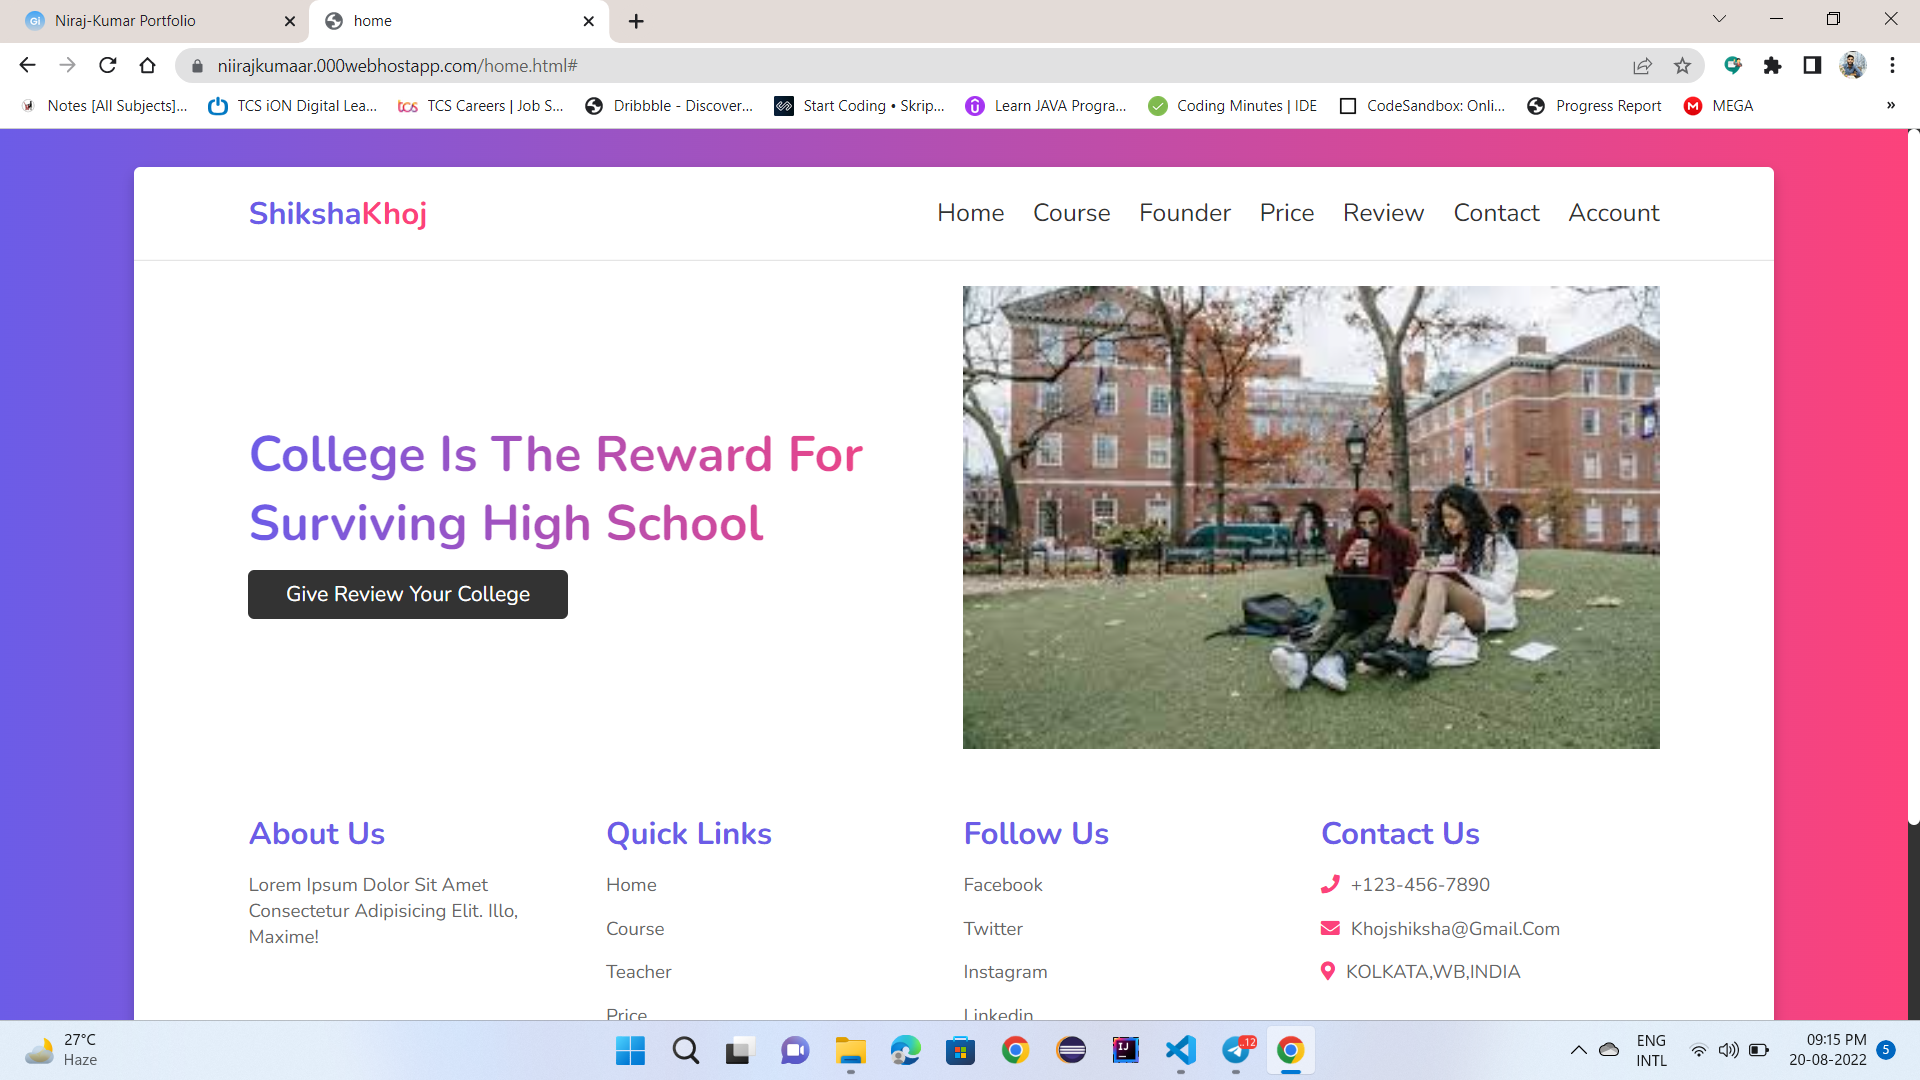 Niraj-Kumar Portfolio
home
niirajkumaar.000webhostapp.com/home.html#
Notes [All Subjects]...
TCS iON Digital Lea...
TCS Careers | Job S...
Dribbble - Discover...
Start Coding • Skrip...
Learn JAVA Progra...
Coding Minutes | IDE
CodeSandbox: Onli...
Progress Report
MEGA
»
ShikshaKhoj
Home
Course
Founder
Price
Review
Contact
Account
College Is The Reward For
Surviving High School
Give Review Your College
About Us
Lorem Ipsum Dolor Sit Amet
Consectetur Adipisicing Elit. Illo,
Maxime!
Quick Links
Home
Course
Teacher
Price
Follow Us
Facebook
Twitter
Instagram
Linkedin
Contact Us
+123-456-7890
Khojshiksha@Gmail.Com
KOLKATA,WB,INDIA
27°C
Haze
ENG
INTL
09:15 PM
20-08-2022
5